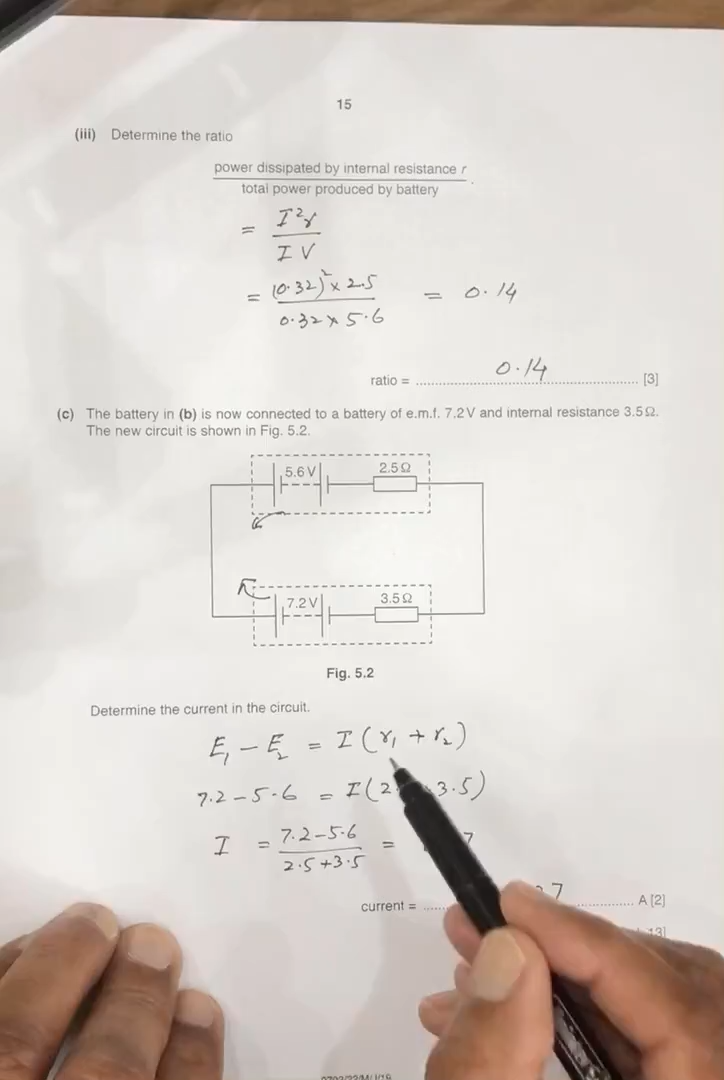 15
(iii) Determine the ratio
power dissipated by internal resistance r
total power produced by battery .
= I²r
I V
= (0.32)² × 2.5 = 0.14
0.32 × 5.6
ratio = 0.14 [3]
(c) The battery in (b) is now connected to a battery of e.m.f. 7.2 V and internal resistance 3.5 Ω.
The new circuit is shown in Fig. 5.2.
5.6 V 2.5 Ω
7.2 V 3.5 Ω
Fig. 5.2
Determine the current in the circuit.
E₁ − E₂ = I (r₁ + r₂)
7.2 − 5.6 = I (2. 3.5)
I = 7.2 − 5.6 = 7
2.5 + 3.5
current = 7 A [2]
13]